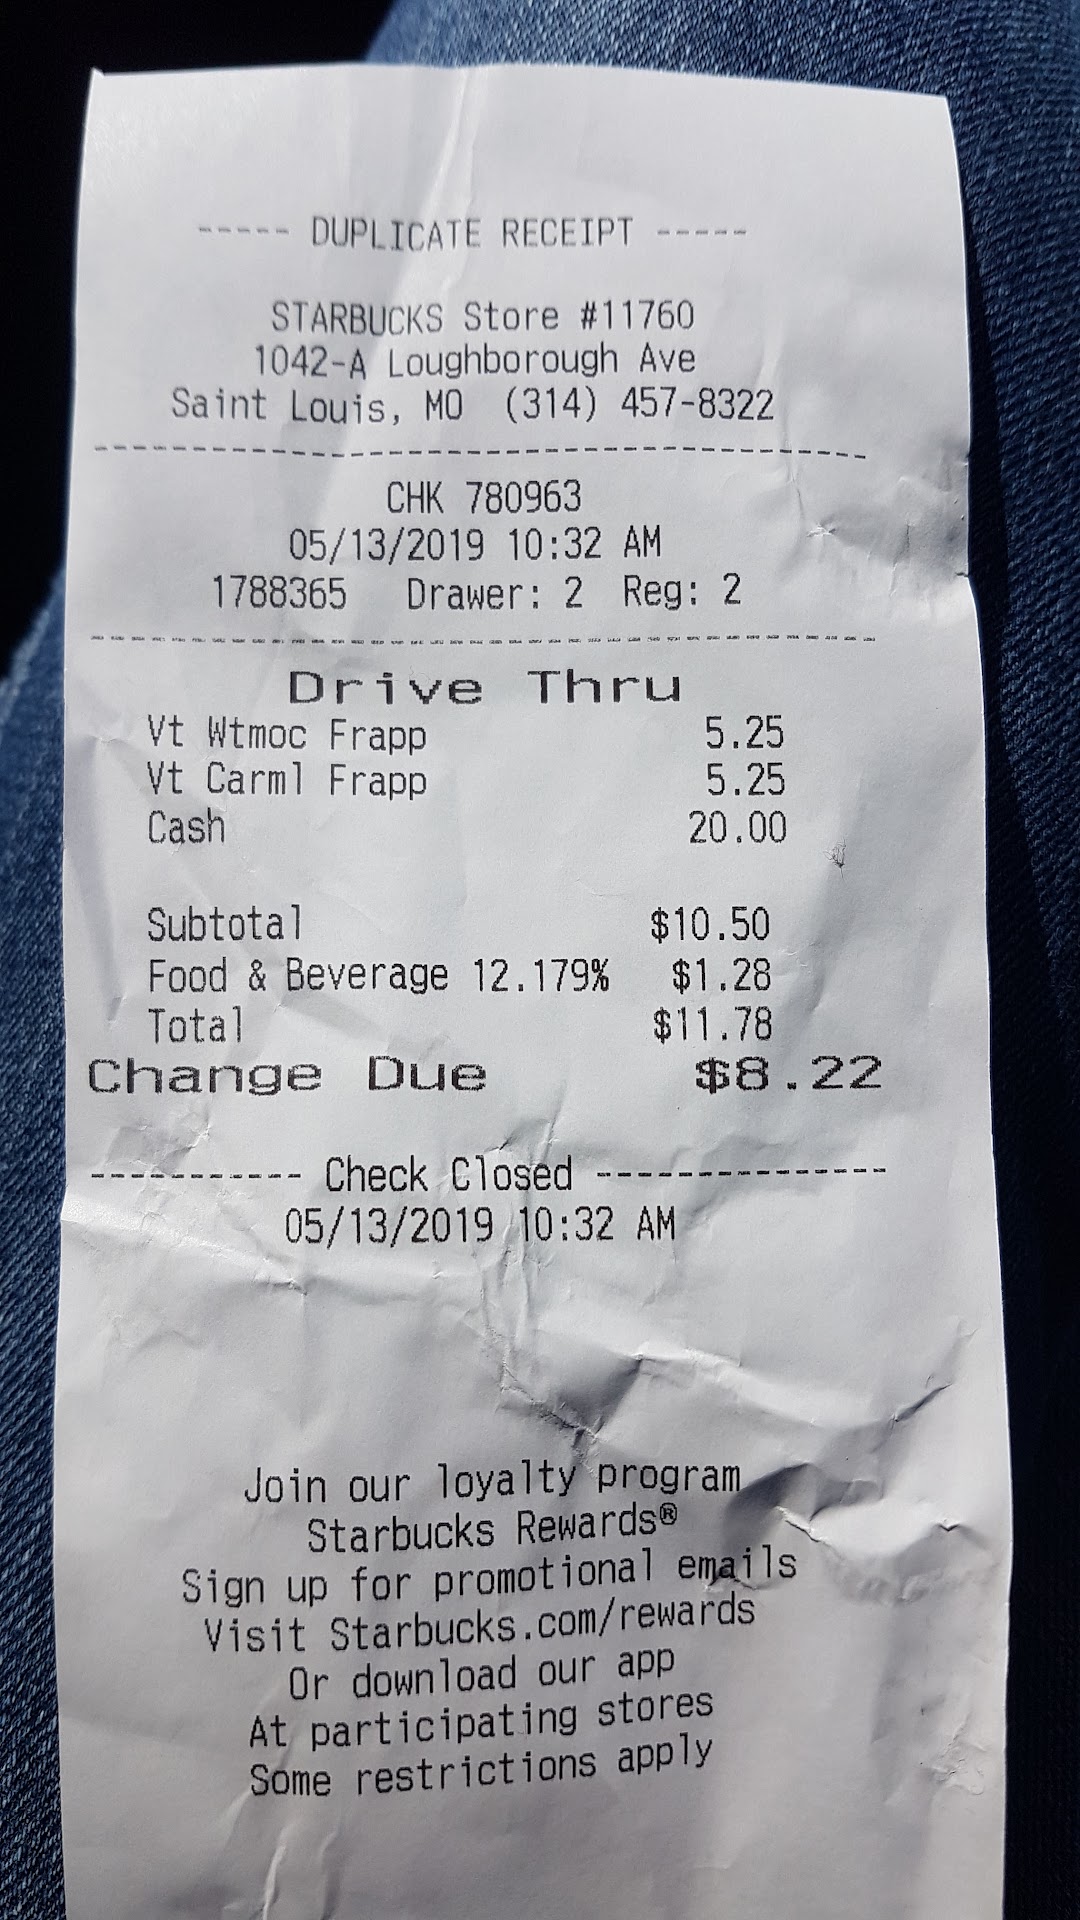 ----- DUPLICATE RECEIPT -----
STARBUCKS Store #11760
1042-A Loughborough Ave
Saint Louis, MO (314) 457-8322
CHK 780963
05/13/2019 10:32 AM
1788365 Drawer: 2 Reg: 2
Drive Thru
Vt Wtmoc Frapp 5.25
Vt Carml Frapp 5.25
Cash 20.00
Subtotal $10.50
Food & Beverage 12.179% $1.28
Total $11.78
Change Due $8.22
----------- Check Closed ---------------
05/13/2019 10:32 AM
Join our loyalty program
Starbucks Rewards®
Sign up for promotional emails
Visit Starbucks.com/rewards
Or download our app
At participating stores
Some restrictions apply